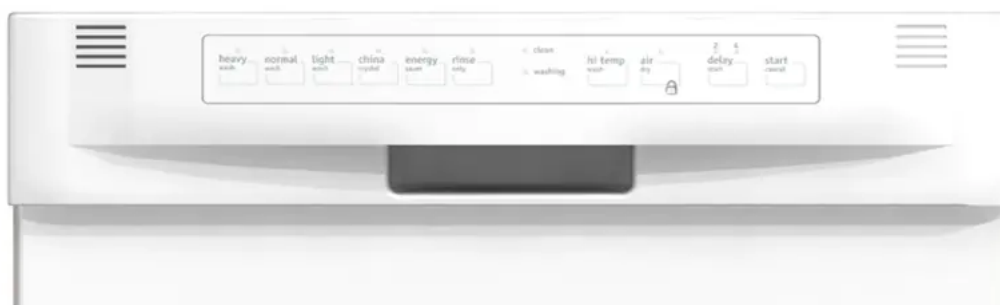 heavy
wash
normal
wash
light
wash
china
crystal
energy
saver
rinse
only
clean
washing
hi temp
wash
air
dry
2 4
delay
start
start
cancel